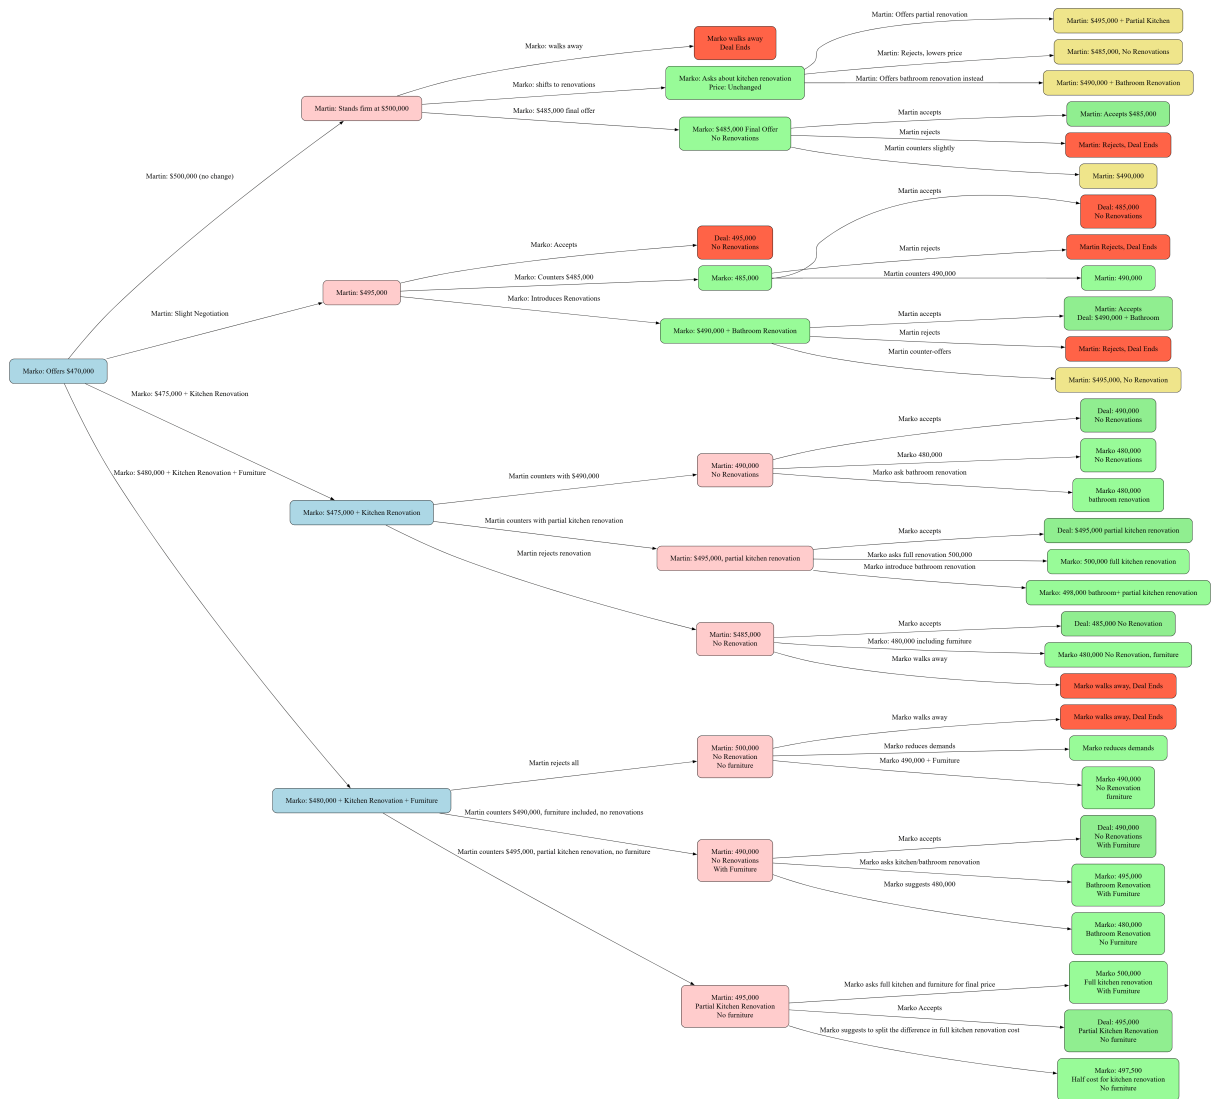 Marko: Offers $470,000
Martin: $500,000 (no change)
Martin: Slight Negotiation
Marko: $475,000 + Kitchen Renovation
Marko: $480,000 + Kitchen Renovation + Furniture
Martin: Stands firm at $500,000
Marko: walks away
Marko: shifts to renovations
Marko: $485,000 final offer
Marko walks away
Deal Ends
Marko: Asks about kitchen renovation
Price: Unchanged
Martin: Offers partial renovation
Martin: Rejects, lowers price
Martin: Offers bathroom renovation instead
Martin: $495,000 + Partial Kitchen
Martin: $485,000, No Renovations
Martin: $490,000 + Bathroom Renovation
Marko: $485,000 Final Offer
No Renovations
Martin accepts
Martin rejects
Martin counters slightly
Martin: Accepts $485,000
Martin: Rejects, Deal Ends
Martin: $490,000
Martin: $495,000
Marko: Accepts
Marko: Counters $485,000
Marko: Introduces Renovations
Deal: 495,000
No Renovations
Marko: 485,000
Martin accepts
Martin rejects
Martin counters 490,000
Deal: 485,000
No Renovations
Martin Rejects, Deal Ends
Martin: 490,000
Marko: $490,000 + Bathroom Renovation
Martin accepts
Martin rejects
Martin counter-offers
Martin: Accepts
Deal: $490,000 + Bathroom
Martin: Rejects, Deal Ends
Martin: $495,000, No Renovation
Marko: $475,000 + Kitchen Renovation
Martin counters with $490,000
Martin counters with partial kitchen renovation
Martin rejects renovation
Martin: 490,000
No Renovations
Marko accepts
Marko 480,000
Marko ask bathroom renovation
Deal: 490,000
No Renovations
Marko 480,000
No Renovations
Marko 480,000
bathroom renovation
Martin: $495,000, partial kitchen renovation
Marko accepts
Marko asks full renovation 500,000
Marko introduce bathroom renovation
Deal: $495,000 partial kitchen renovation
Marko: 500,000 full kitchen renovation
Marko: 498,000 bathroom+ partial kitchen renovation
Martin: $485,000
No Renovation
Marko accepts
Marko: 480,000 including furniture
Marko walks away
Deal: 485,000 No Renovation
Marko 480,000 No Renovation, furniture
Marko walks away, Deal Ends
Marko: $480,000 + Kitchen Renovation + Furniture
Martin rejects all
Martin counters $490,000, furniture included, no renovations
Martin counters $495,000, partial kitchen renovation, no furniture
Martin: 500,000
No Renovation
No furniture
Marko walks away
Marko reduces demands
Marko 490,000 + Furniture
Marko walks away, Deal Ends
Marko reduces demands
Marko 490,000
No Renovation
furniture
Martin: 490,000
No Renovations
With Furniture
Marko accepts
Marko asks kitchen/bathroom renovation
Marko suggests 480,000
Deal: 490,000
No Renovations
With Furniture
Marko: 495,000
Bathroom Renovation
With Furniture
Marko: 480,000
Bathroom Renovation
No Furniture
Martin: 495,000
Partial Kitchen Renovation
No furniture
Marko asks full kitchen and furniture for final price
Marko Accepts
Marko suggests to split the difference in full kitchen renovation cost
Marko 500,000
Full kitchen renovation
With Furniture
Deal: 495,000
Partial Kitchen Renovation
No furniture
Marko: 497,500
Half cost for kitchen renovation
No furniture